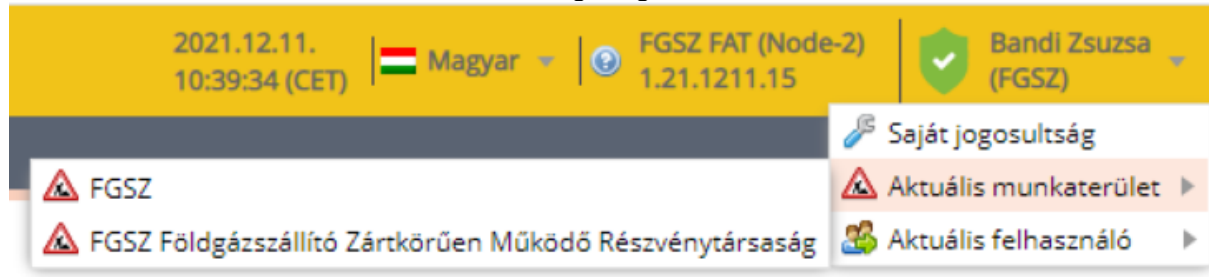 2021.12.11.
10:39:34 (CET)
Magyar
FGSZ FAT (Node-2)
1.21.1211.15
Bandi Zsuzsa
(FGSZ)
Saját jogosultság
Aktuális munkaterület
Aktuális felhasználó
FGSZ
FGSZ Földgázszállító Zártkörűen Működő Részvénytársaság